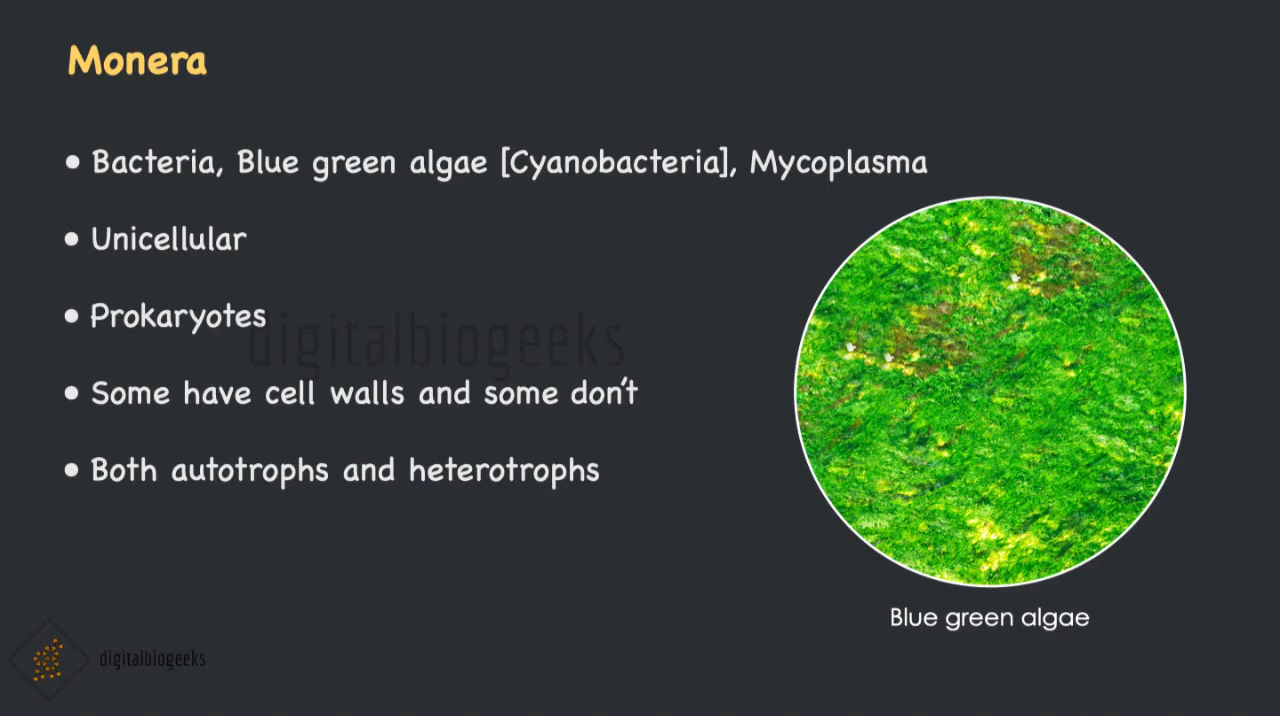 Monera
• Bacteria, Blue green algae [Cyanobacteria], Mycoplasma
• Unicellular
• Prokaryotes
digitalbiogeeks
• Some have cell walls and some don't
• Both autotrophs and heterotrophs
Blue green algae
digitalbiogeeks